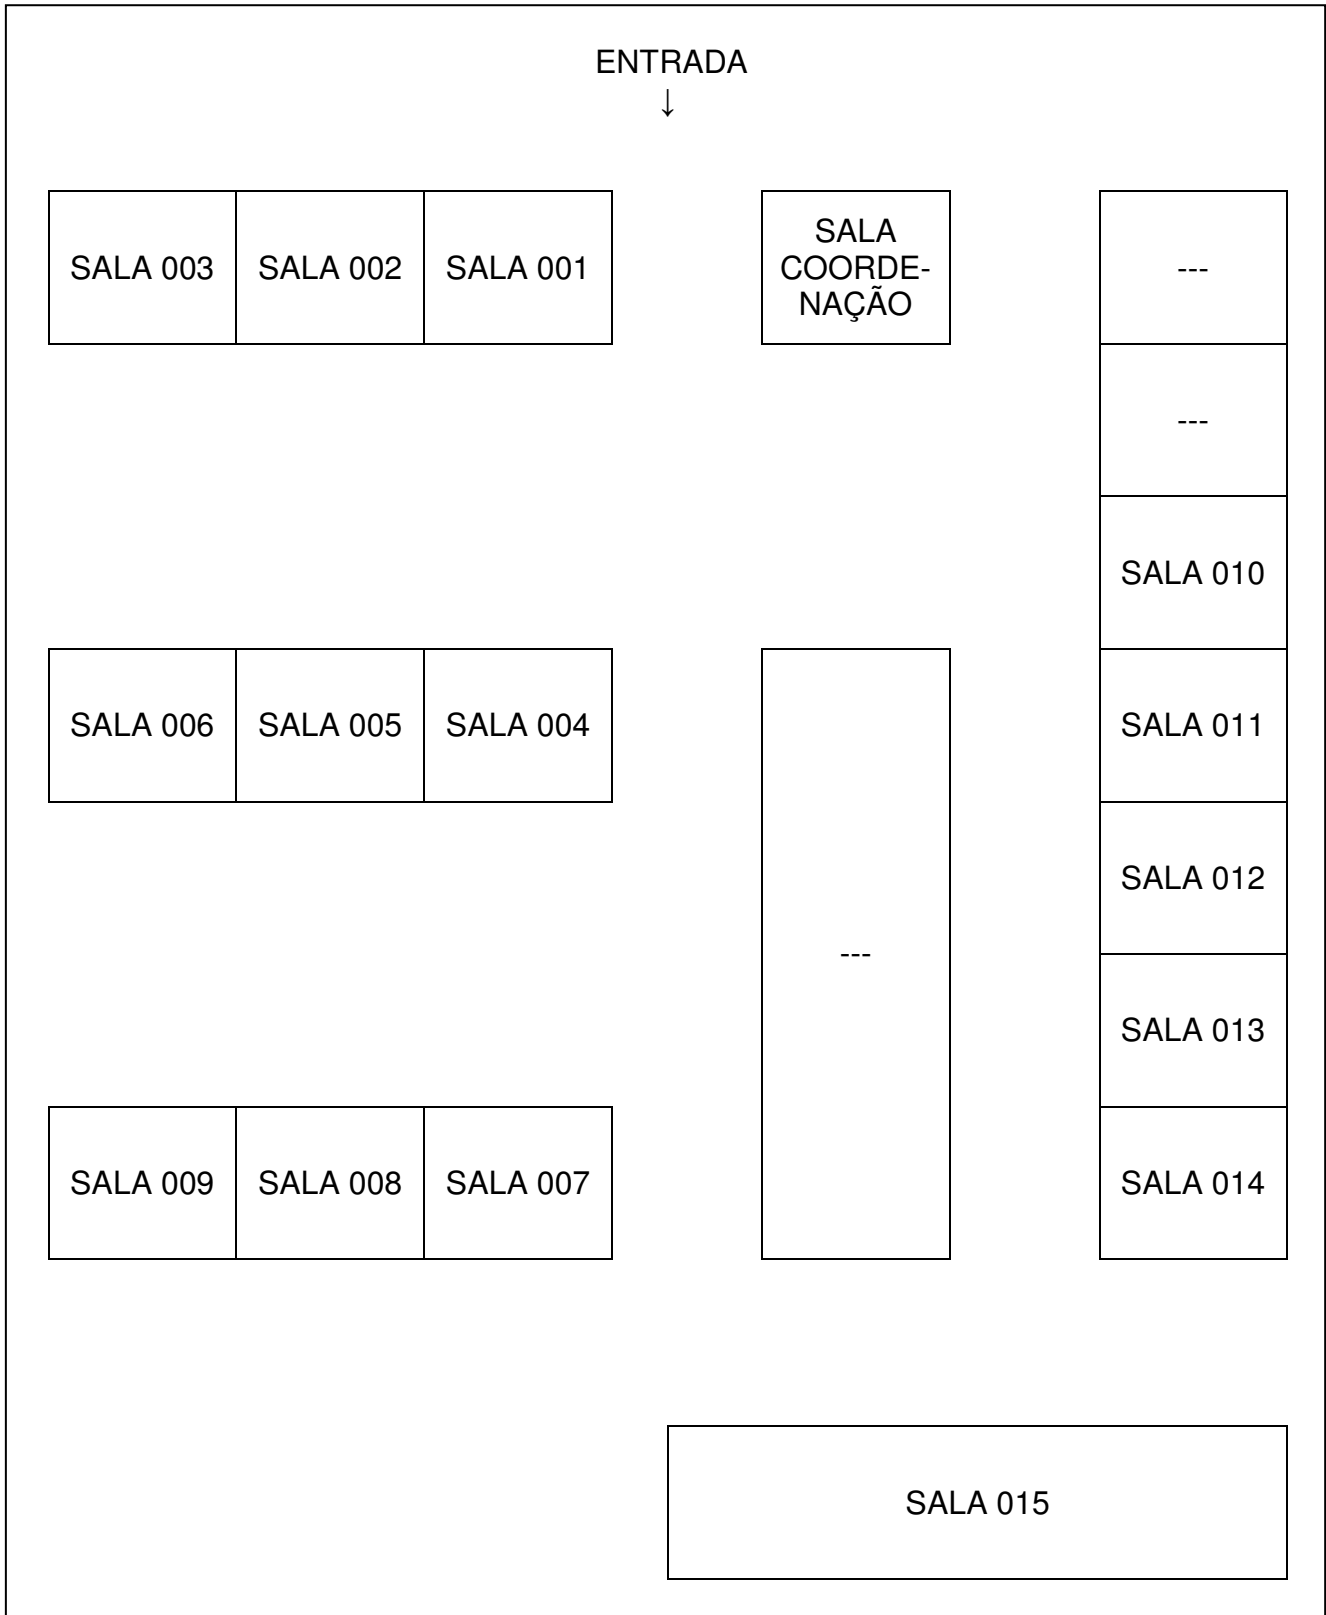 ENTRADA
↓
SALA 003 SALA 002 SALA 001
SALA
COORDE-
NAÇÃO
---
---
SALA 010
SALA 006 SALA 005 SALA 004
SALA 011
SALA 012
---
SALA 013
SALA 009 SALA 008 SALA 007
SALA 014
SALA 015